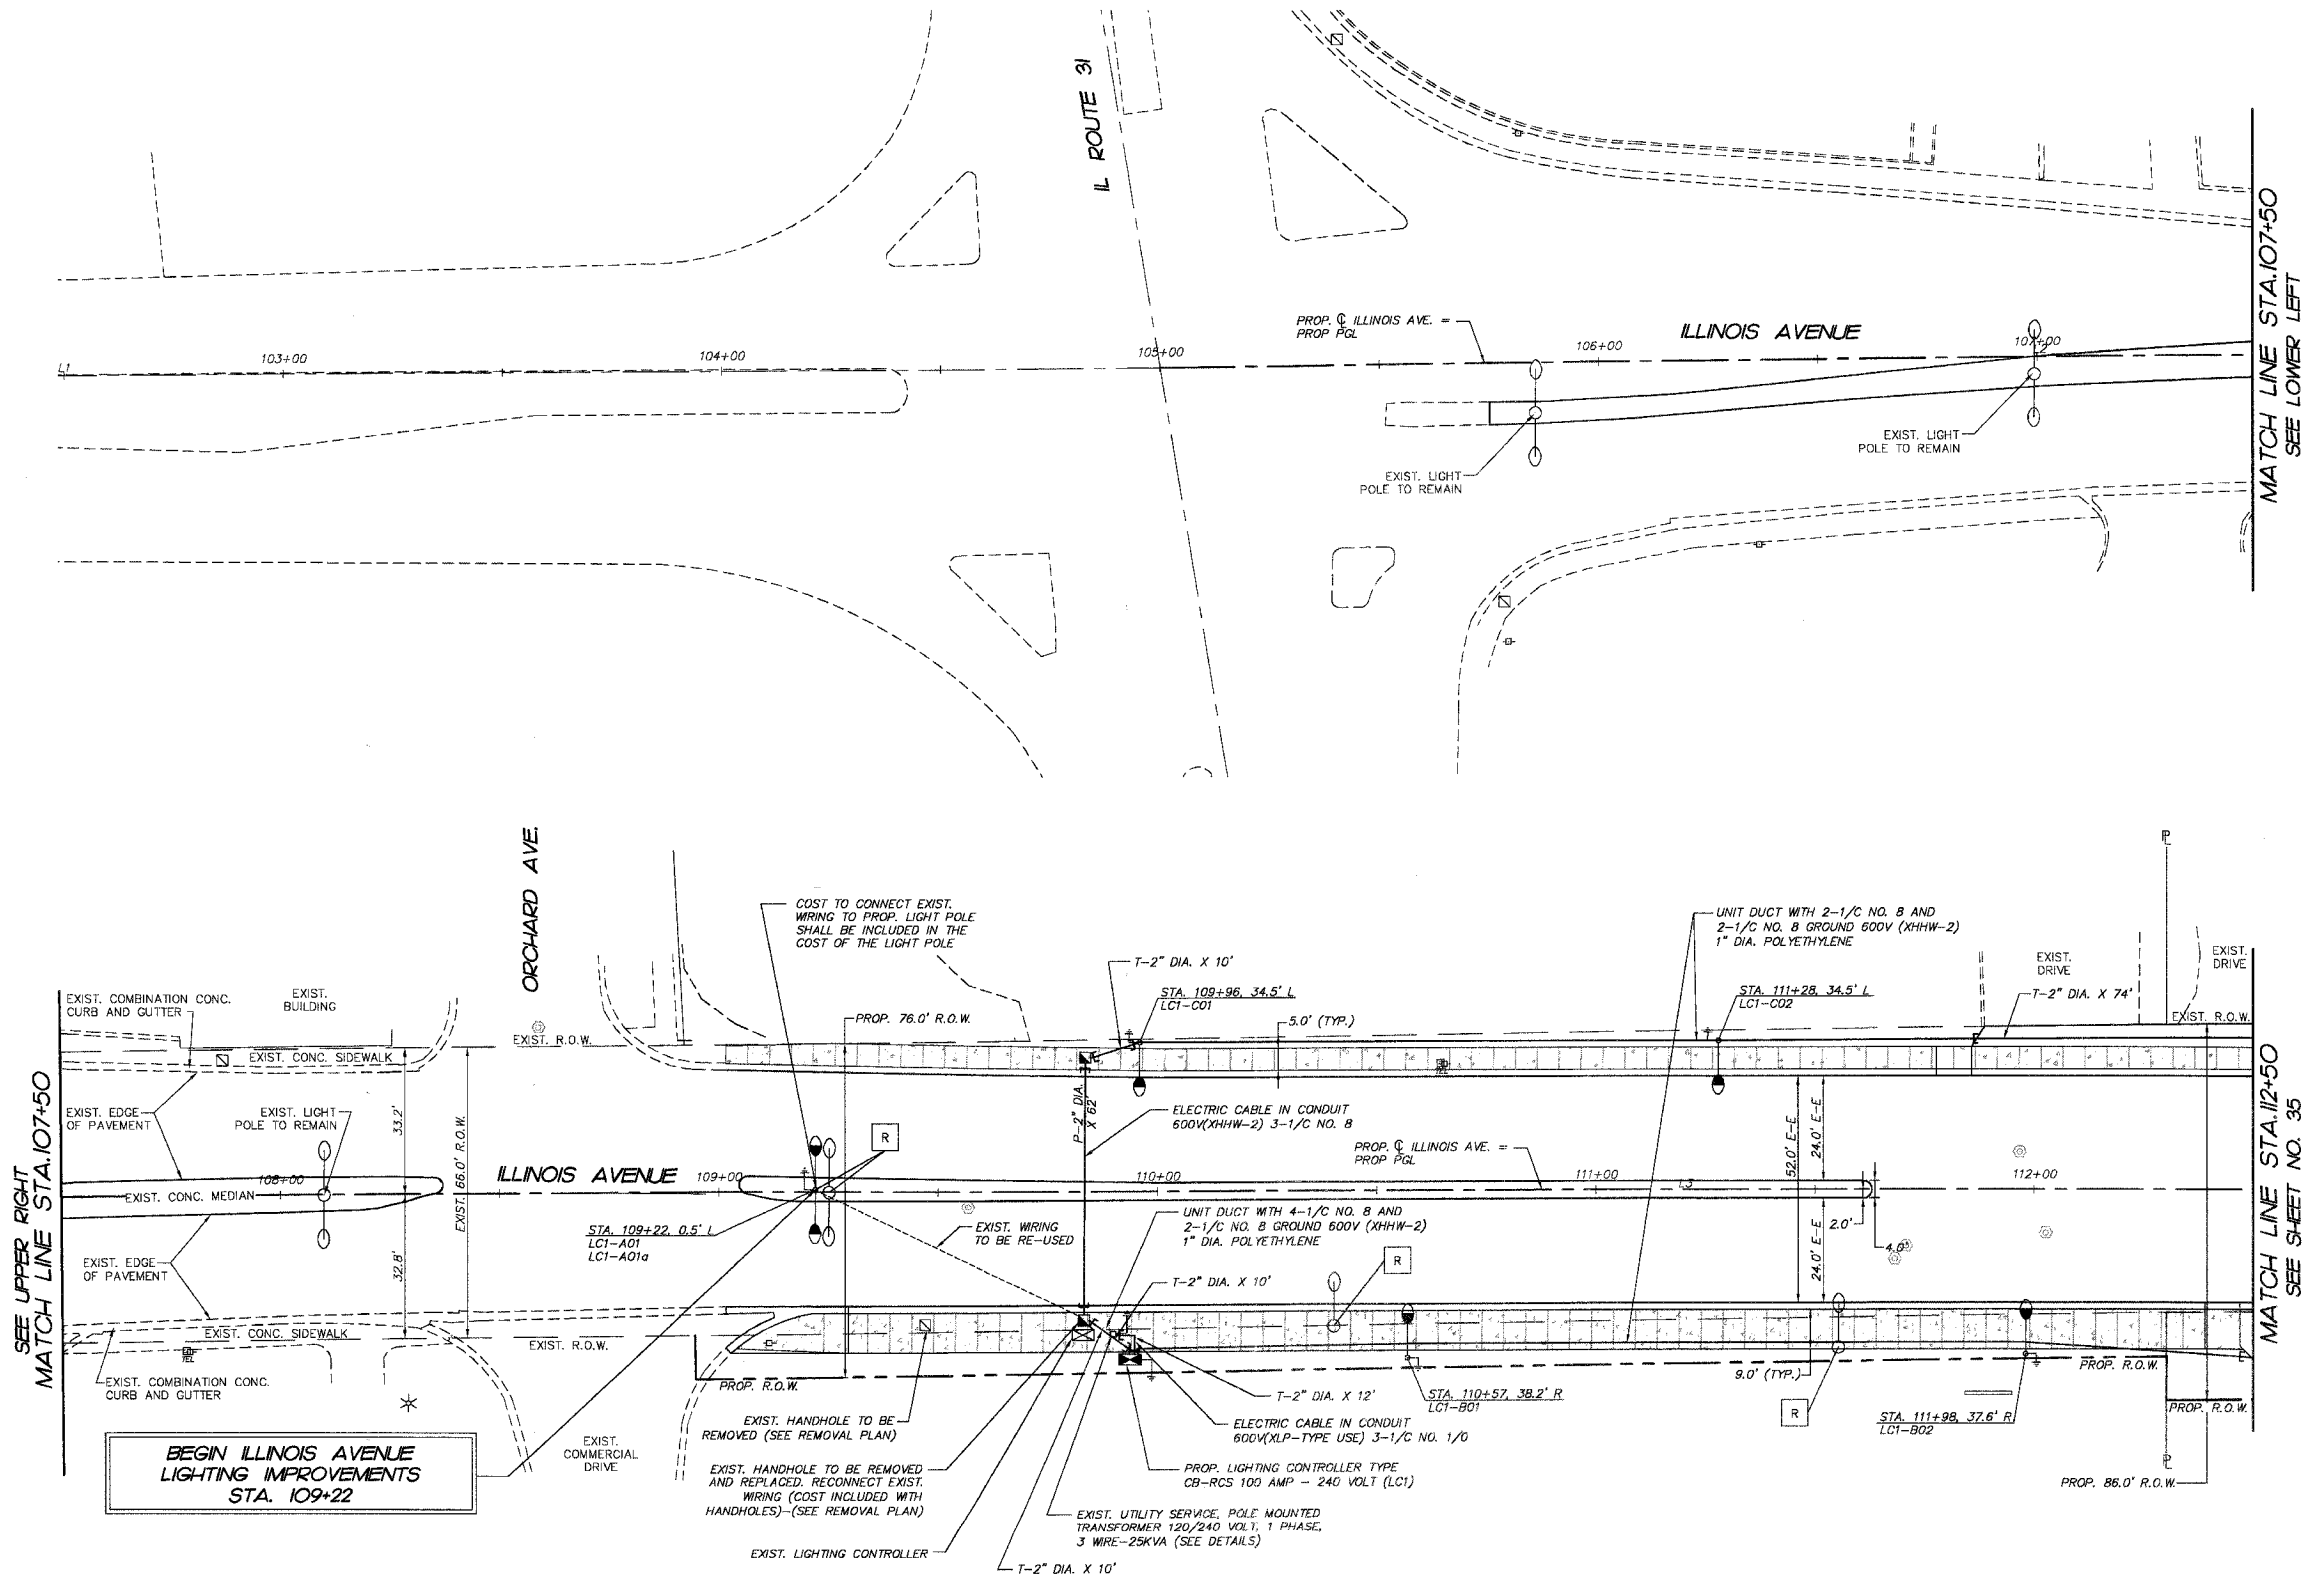 IL ROUTE 31
103+00
104+00
105+00
106+00
107+00
L1
PROP. ℄ ILLINOIS AVE. =
PROP PGL
ILLINOIS AVENUE
EXIST. LIGHT
POLE TO REMAIN
EXIST. LIGHT
POLE TO REMAIN
MATCH LINE STA.107+50
SEE LOWER LEFT
SEE UPPER RIGHT
MATCH LINE STA.107+50
ORCHARD AVE.
EXIST. COMBINATION CONC.
CURB AND GUTTER
EXIST.
BUILDING
EXIST. CONC. SIDEWALK
EXIST. R.O.W.
EXIST. EDGE
OF PAVEMENT
EXIST. LIGHT
POLE TO REMAIN
33.2'
EXIST. 66.0' R.O.W.
32.8'
108+00
EXIST. CONC. MEDIAN
ILLINOIS AVENUE
109+00
EXIST. EDGE
OF PAVEMENT
EXIST. CONC. SIDEWALK
EXIST. R.O.W.
TEL
EXIST. COMBINATION CONC.
CURB AND GUTTER
BEGIN ILLINOIS AVENUE
LIGHTING IMPROVEMENTS
STA. 109+22
EXIST.
COMMERCIAL
DRIVE
COST TO CONNECT EXIST.
WIRING TO PROP. LIGHT POLE
SHALL BE INCLUDED IN THE
COST OF THE LIGHT POLE
PROP. 76.0' R.O.W.
R
STA. 109+22, 0.5' L
LC1-A01
LC1-A01a
EXIST. WIRING
TO BE RE-USED
T-2" DIA. X 10'
STA. 109+96, 34.5' L
LC1-C01
5.0' (TYP.)
P-2" DIA.
X 62'
ELECTRIC CABLE IN CONDUIT
600V(XHHW-2) 3-1/C NO. 8
110+00
PROP. ℄ ILLINOIS AVE. =
PROP PGL
111+00
L3
112+00
UNIT DUCT WITH 4-1/C NO. 8 AND
2-1/C NO. 8 GROUND 600V (XHHW-2)
1" DIA. POLYETHYLENE
T-2" DIA. X 10'
R
UNIT DUCT WITH 2-1/C NO. 8 AND
2-1/C NO. 8 GROUND 600V (XHHW-2)
1" DIA. POLYETHYLENE
STA. 111+28, 34.5' L
LC1-C02
TEL
EXIST.
DRIVE
EXIST.
DRIVE
T-2" DIA. X 74'
EXIST. R.O.W.
℄
52.0' E-E
24.0' E-E
24.0' E-E
2.0'
4.0'
PROP. R.O.W.
EXIST. HANDHOLE TO BE
REMOVED (SEE REMOVAL PLAN)
EXIST. HANDHOLE TO BE REMOVED
AND REPLACED. RECONNECT EXIST.
WIRING (COST INCLUDED WITH
HANDHOLES)-(SEE REMOVAL PLAN)
EXIST. LIGHTING CONTROLLER
T-2" DIA. X 10'
T-2" DIA. X 12'
ELECTRIC CABLE IN CONDUIT
600V(XLP-TYPE USE) 3-1/C NO. 1/0
PROP. LIGHTING CONTROLLER TYPE
CB-RCS 100 AMP - 240 VOLT (LC1)
EXIST. UTILITY SERVICE, POLE MOUNTED
TRANSFORMER 120/240 VOLT, 1 PHASE,
3 WIRE-25KVA (SEE DETAILS)
STA. 110+57, 38.2' R
LC1-B01
9.0' (TYP.)
R
STA. 111+98, 37.6' R
LC1-B02
PROP. R.O.W.
PROP. R.O.W.
PROP. 86.0' R.O.W.
MATCH LINE STA.112+50
SEE SHEET NO. 35